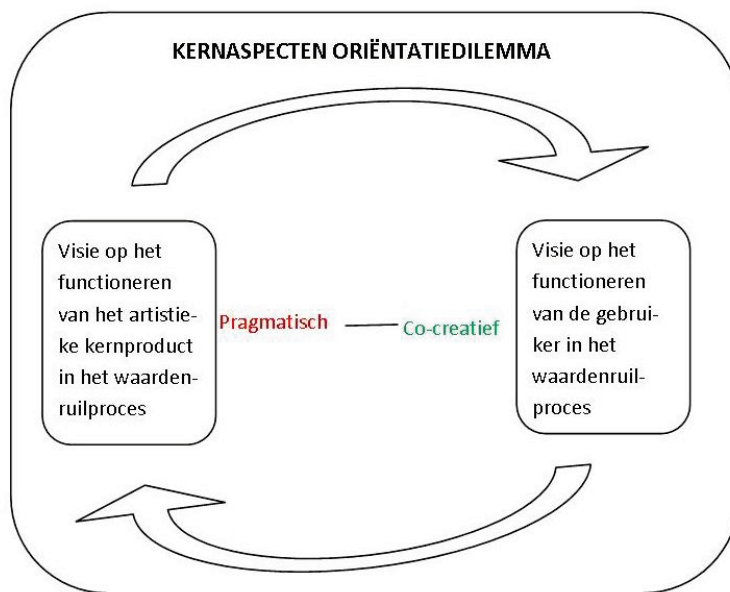 KERNASPECTEN ORIËNTATIEDILEMMA
Visie op het
functioneren
van het artistie-
ke kernproduct
in het waarden-
ruilproces
Pragmatisch
Co-creatief
Visie op het
functioneren
van de gebrui-
ker in het
waardenruil-
proces